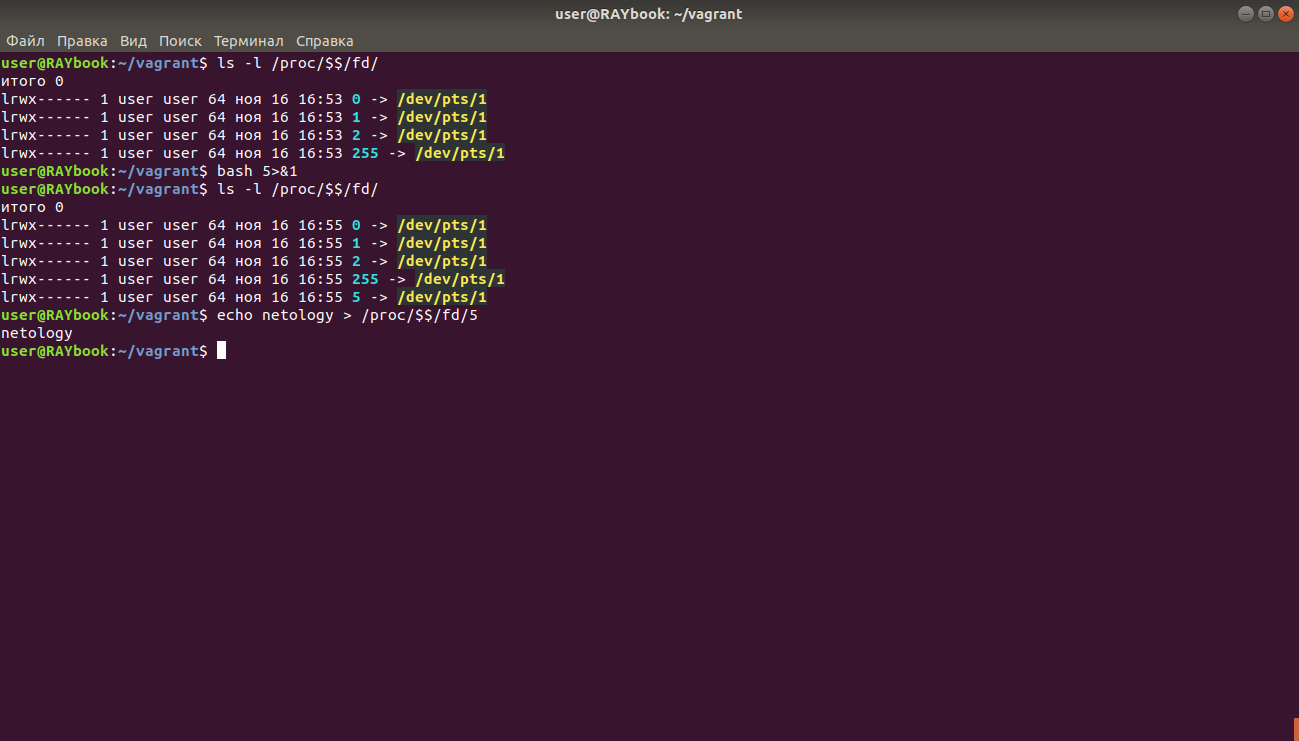 user@RAYbook: ~/vagrant
Файл Правка Вид Поиск Терминал Справка
user@RAYbook:~/vagrant$ ls -l /proc/$$/fd/
итого 0
lrwx------ 1 user user 64 ноя 16 16:53 0 -> /dev/pts/1
lrwx------ 1 user user 64 ноя 16 16:53 1 -> /dev/pts/1
lrwx------ 1 user user 64 ноя 16 16:53 2 -> /dev/pts/1
lrwx------ 1 user user 64 ноя 16 16:53 255 -> /dev/pts/1
user@RAYbook:~/vagrant$ bash 5>&1
user@RAYbook:~/vagrant$ ls -l /proc/$$/fd/
итого 0
lrwx------ 1 user user 64 ноя 16 16:55 0 -> /dev/pts/1
lrwx------ 1 user user 64 ноя 16 16:55 1 -> /dev/pts/1
lrwx------ 1 user user 64 ноя 16 16:55 2 -> /dev/pts/1
lrwx------ 1 user user 64 ноя 16 16:55 255 -> /dev/pts/1
lrwx------ 1 user user 64 ноя 16 16:55 5 -> /dev/pts/1
user@RAYbook:~/vagrant$ echo netology > /proc/$$/fd/5
netology
user@RAYbook:~/vagrant$